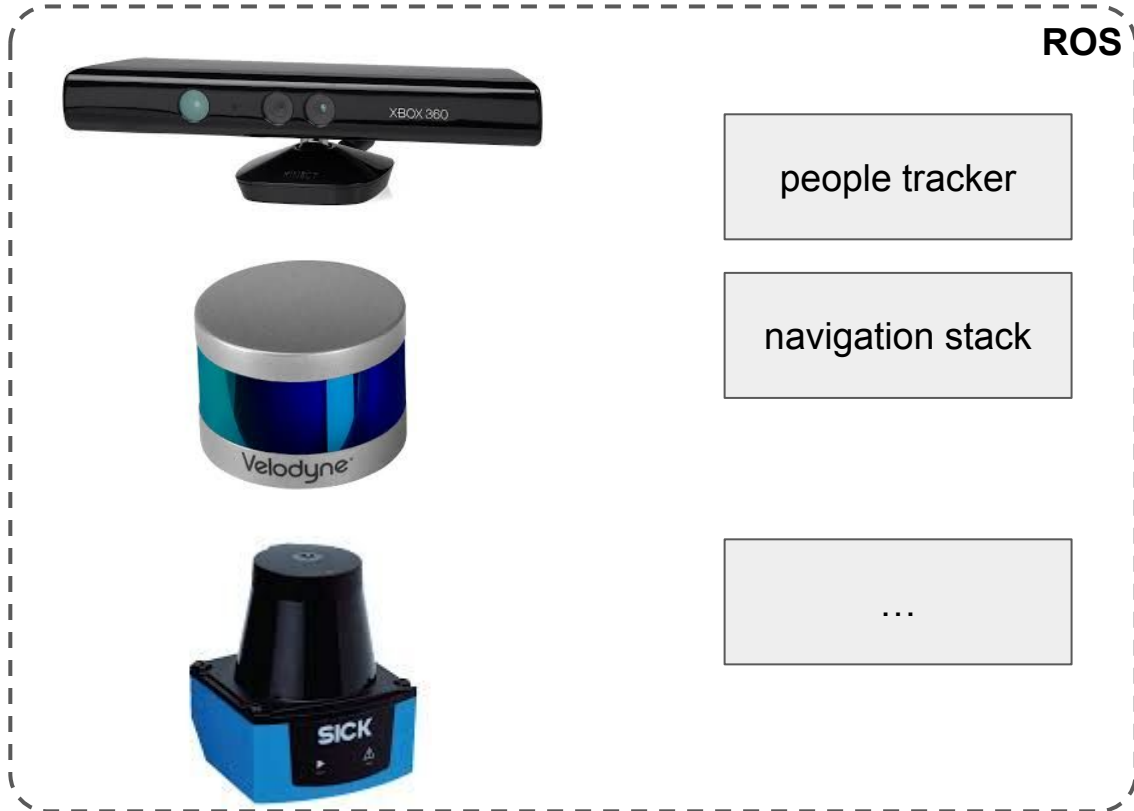 ROS
XBOX 360
people tracker
navigation stack
Velodyne
SICK
…